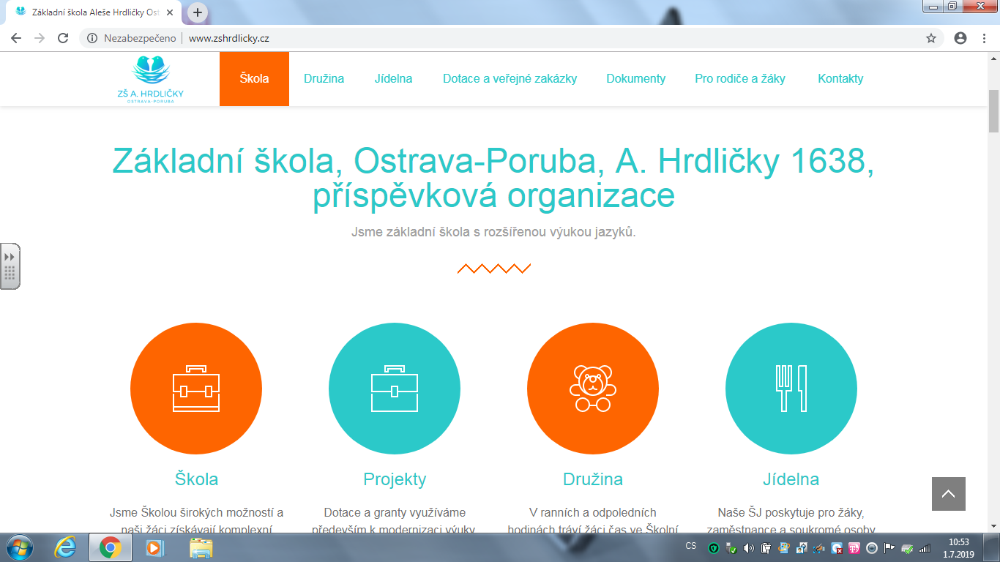 Základní škola Aleše Hrdličky Ost
Nezabezpečeno
www.zshrdlicky.cz
ZŠ A. HRDLIČKY
OSTRAVA-PORUBA
Škola
Družina
Jídelna
Dotace a veřejné zakázky
Dokumenty
Pro rodiče a žáky
Kontakty
Základní škola, Ostrava-Poruba, A. Hrdličky 1638,
příspěvková organizace
Jsme základní škola s rozšířenou výukou jazyků.
Škola
Jsme Školou širokých možností a
naši žáci získávají komplexní
Projekty
Dotace a granty využíváme
především k modernizaci výuky
Družina
V ranních a odpoledních
hodinách tráví žáci čas ve Školní
Jídelna
Naše ŠJ poskytuje pro žáky,
zaměstnance a soukromé osoby
CS
10:53
1.7.2019